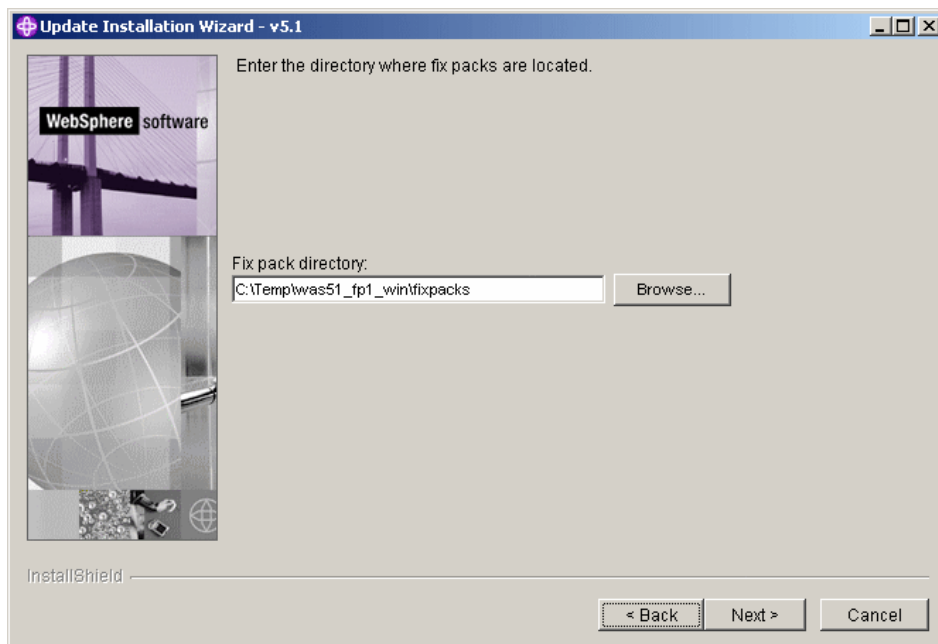 Update Installation Wizard - v5.1
Enter the directory where fix packs are located.
WebSphere software
Fix pack directory:
C:\Temp\was51_fp1_win\fixpacks
Browse...
InstallShield
< Back
Next >
Cancel